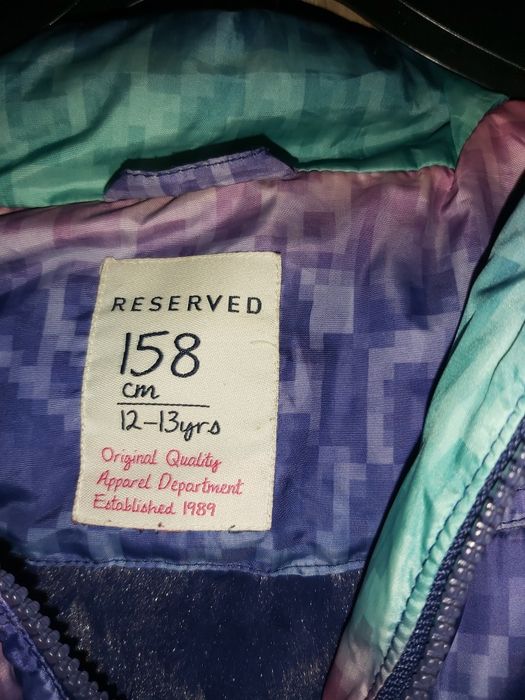 RESERVED
158
cm
12-13yrs
Original Quality
Apparel Department
Established 1989